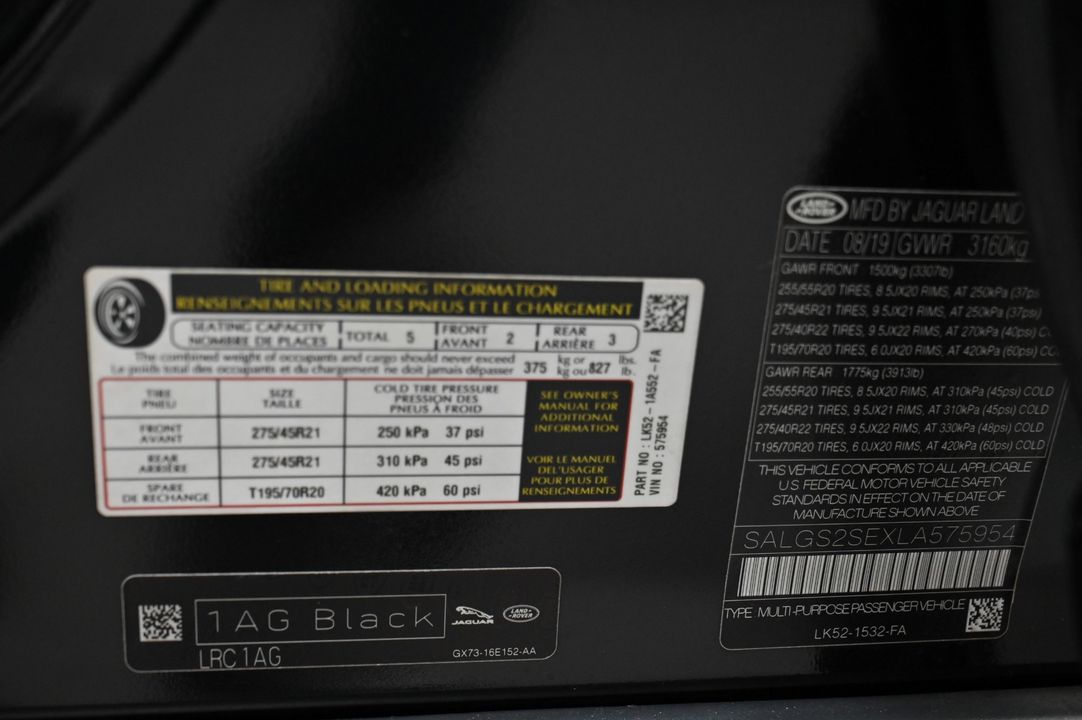 TIRE AND LOADING INFORMATION
RENSEIGNEMENTS SUR LES PNEUS ET LE CHARGEMENT
SEATING CAPACITY
NOMBRE DE PLACES
TOTAL 5
FRONT
AVANT 2
REAR
ARRIÈRE 3
The combined weight of occupants and cargo should never exceed 375 kg or 827 lbs.
Le poids total des occupants et du chargement ne doit jamais dépasser kg ou lb.
TIRE
PNEU
SIZE
TAILLE
COLD TIRE PRESSURE
PRESSION DES
PNEUS À FROID
FRONT
AVANT
275/45R21
250 kPa 37 psi
REAR
ARRIÈRE
275/45R21
310 kPa 45 psi
SPARE
DE RECHANGE
T195/70R20
420 kPa 60 psi
SEE OWNER'S
MANUAL FOR
ADDITIONAL
INFORMATION
VOIR LE MANUEL
DEL'USAGER
POUR PLUS DE
RENSEIGNEMENTS
PART NO : LK52-1A552-FA
VIN NO : 575954
1AG Black
LRC 1AG
JAGUAR
LAND ROVER
GX73-16E152-AA
LAND ROVER
MFD BY JAGUAR LAND
DATE 08/19 GVWR 3160kg
GAWR FRONT 1500kg (3307lb)
255/55R20 TIRES, 8.5JX20 RIMS, AT 250kPa (37psi
275/45R21 TIRES, 9.5JX21 RIMS, AT 250kPa (37psi)
275/40R22 TIRES, 9.5JX22 RIMS, AT 270kPa (40psi) C
T195/70R20 TIRES, 6.0JX20 RIMS, AT 420kPa (60psi) CO
GAWR REAR 1775kg (3913lb)
255/55R20 TIRES, 8.5JX20 RIMS, AT 310kPa (45psi) COLD
275/45R21 TIRES, 9.5JX21 RIMS, AT 310kPa (45psi) COLD
275/40R22 TIRES, 9.5JX22 RIMS, AT 330kPa (48psi) COLD
T195/70R20 TIRES, 6.0JX20 RIMS, AT 420kPa (60psi) COLD
THIS VEHICLE CONFORMS TO ALL APPLICABLE
U.S. FEDERAL MOTOR VEHICLE SAFETY
STANDARDS IN EFFECT ON THE DATE OF
MANUFACTURE SHOWN ABOVE
SALGS2SEXLA575954
TYPE MULTI-PURPOSE PASSENGER VEHICLE
LK52-1532-FA